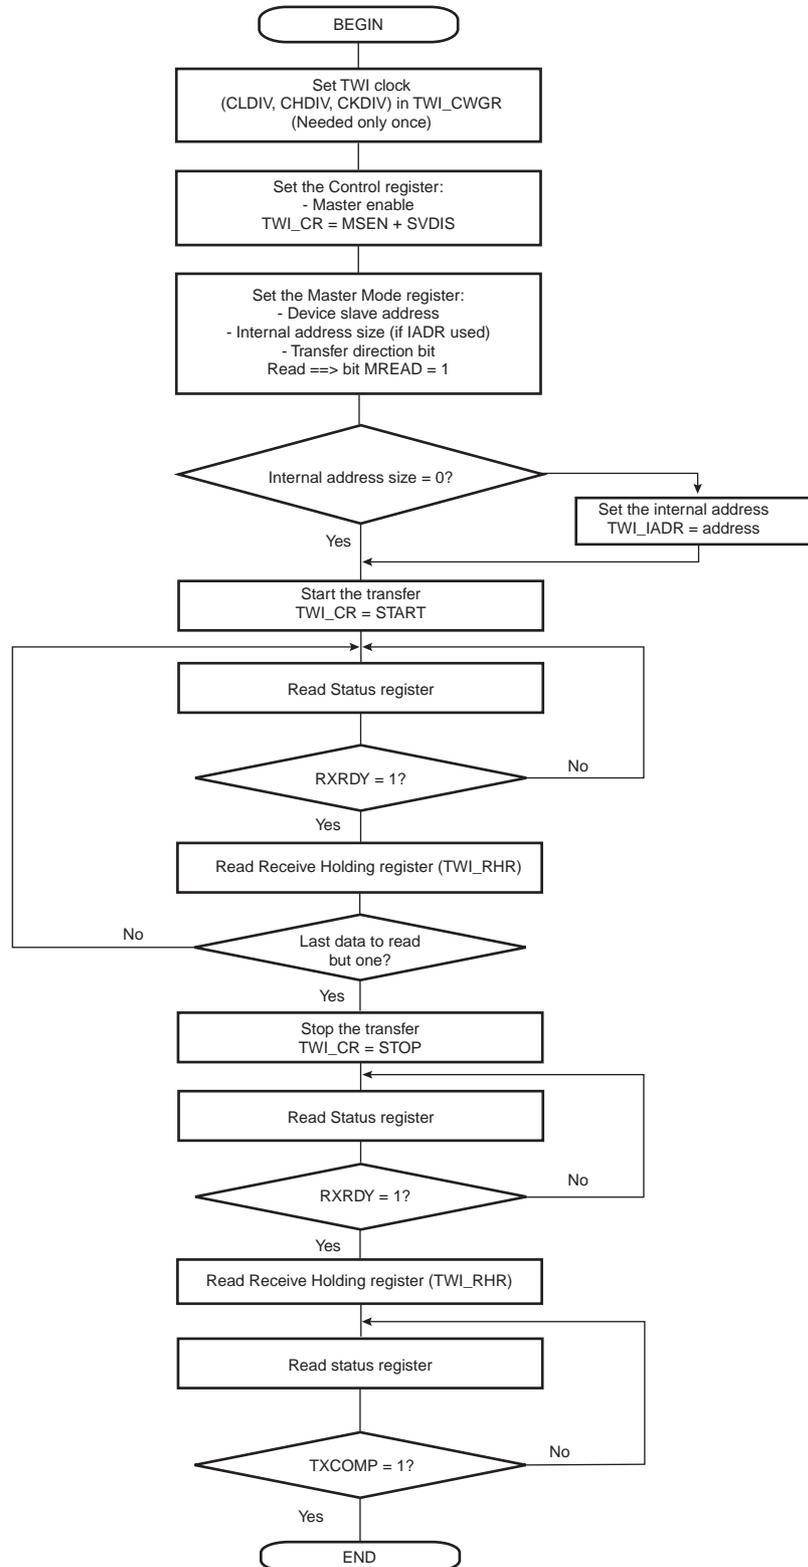 BEGIN
Set TWI clock
(CLDIV, CHDIV, CKDIV) in TWI_CWGR
(Needed only once)
Set the Control register:
- Master enable
TWI_CR = MSEN + SVDIS
Set the Master Mode register:
- Device slave address
- Internal address size (if IADR used)
- Transfer direction bit
Read ==> bit MREAD = 1
Internal address size = 0?
Set the internal address
TWI_IADR = address
Yes
Start the transfer
TWI_CR = START
Read Status register
RXRDY = 1?
No
Yes
Read Receive Holding register (TWI_RHR)
No
Last data to read
but one?
Yes
Stop the transfer
TWI_CR = STOP
Read Status register
RXRDY = 1?
No
Yes
Read Receive Holding register (TWI_RHR)
Read status register
TXCOMP = 1?
No
Yes
END